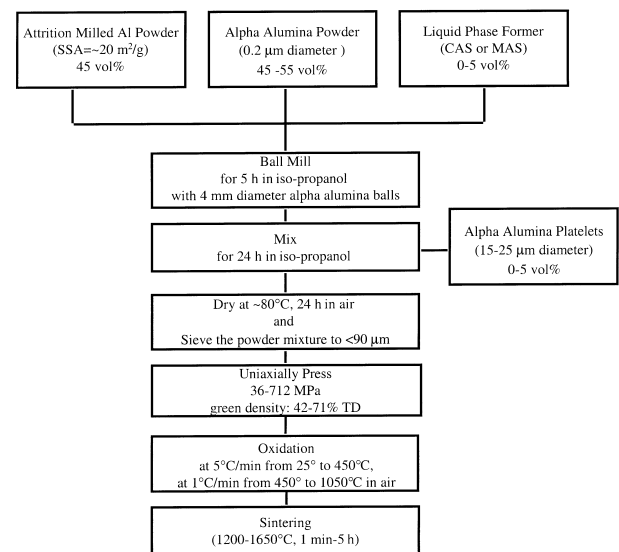 Attrition Milled Al Powder
(SSA=~20 m²/g)
45 vol%
Alpha Alumina Powder
(0.2 µm diameter )
45 -55 vol%
Liquid Phase Former
(CAS or MAS)
0-5 vol%
Ball Mill
for 5 h in iso-propanol
with 4 mm diameter alpha alumina balls
Mix
for 24 h in iso-propanol
Alpha Alumina Platelets
(15-25 µm diameter)
0-5 vol%
Dry at ~80°C, 24 h in air
and
Sieve the powder mixture to <90 µm
Uniaxially Press
36-712 MPa
green density: 42-71% TD
Oxidation
at 5°C/min from 25° to 450°C,
at 1°C/min from 450° to 1050°C in air
Sintering
(1200-1650°C, 1 min-5 h)